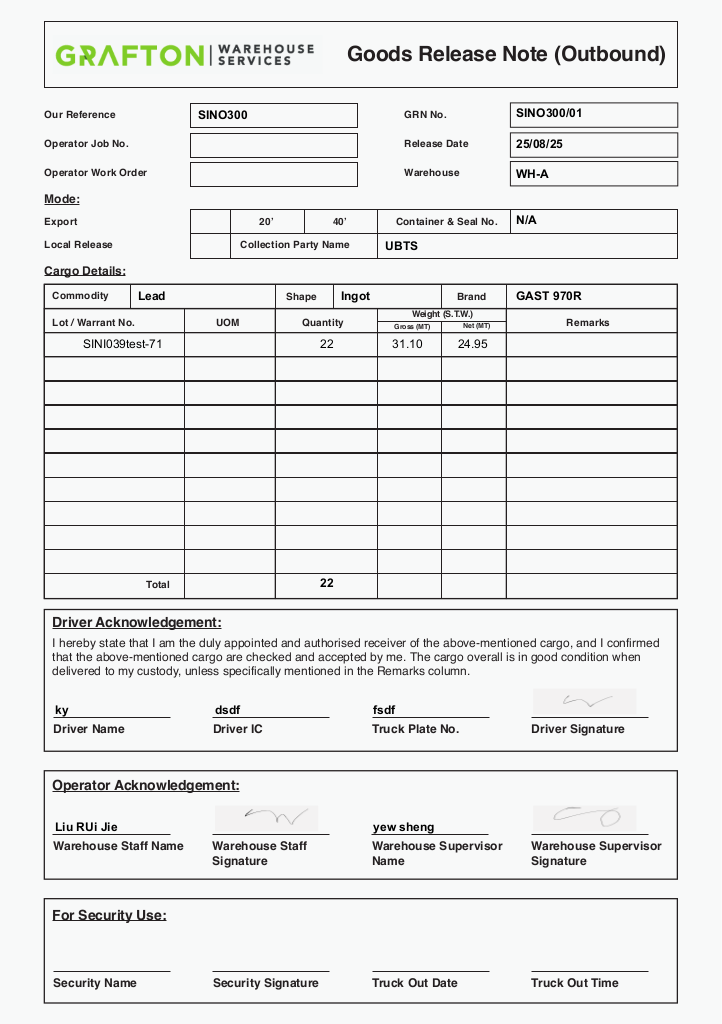 GRAFTON WAREHOUSE SERVICES
Goods Release Note (Outbound)
Our Reference SINO300 GRN No. SINO300/01
Operator Job No. Release Date 25/08/25
Operator Work Order Warehouse WH-A
Mode:
Export 20' 40' Container & Seal No. N/A
Local Release Collection Party Name UBTS
Cargo Details:
Commodity Lead Shape Ingot Brand GAST 970R
Lot / Warrant No. UOM Quantity Weight (S.T.W.) Remarks
Gross (MT) Net (MT)
SINI039test-71 22 31.10 24.95
Total 22
Driver Acknowledgement:
I hereby state that I am the duly appointed and authorised receiver of the above-mentioned cargo, and I confirmed
that the above-mentioned cargo are checked and accepted by me. The cargo overall is in good condition when
delivered to my custody, unless specifically mentioned in the Remarks column.
ky dsdf fsdf
Driver Name Driver IC Truck Plate No. Driver Signature
Operator Acknowledgement:
Liu RUi Jie yew sheng
Warehouse Staff Name Warehouse Staff Signature Warehouse Supervisor Name Warehouse Supervisor Signature
For Security Use:
Security Name Security Signature Truck Out Date Truck Out Time